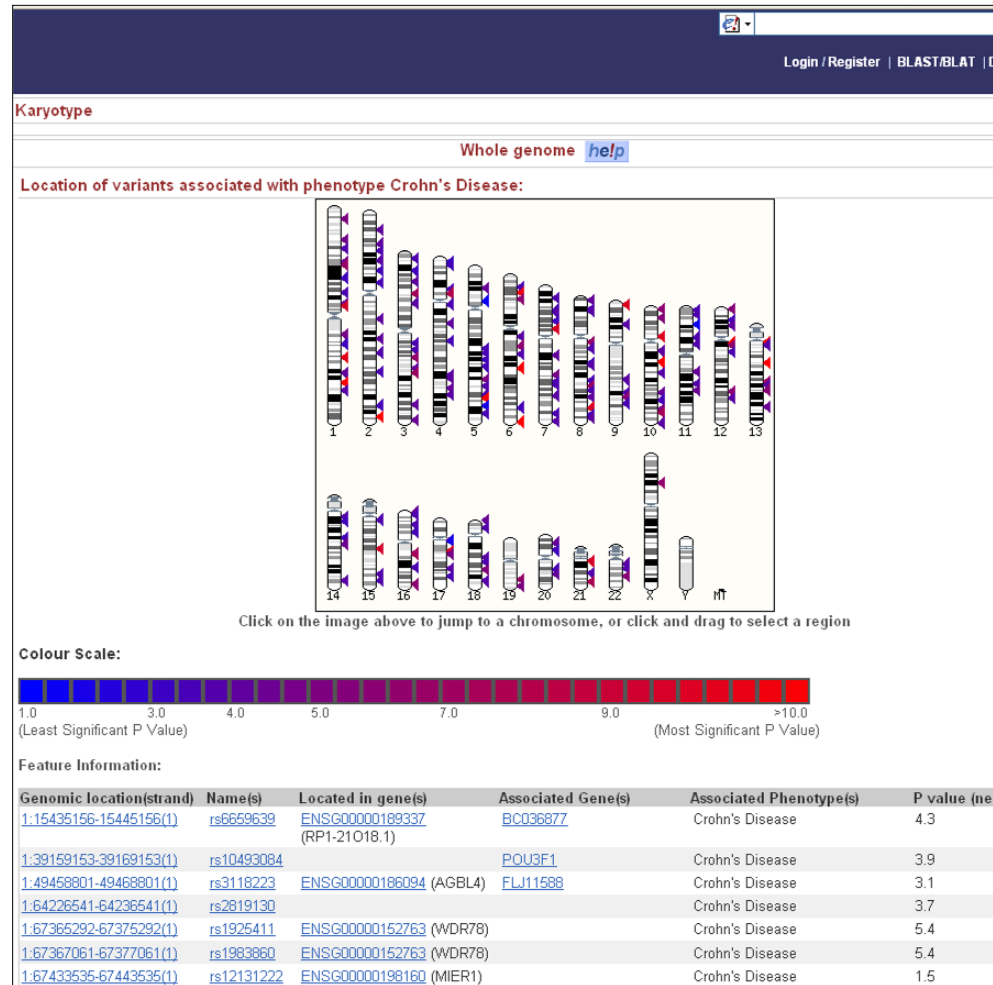 Login / Register | BLAST/BLAT |
Karyotype
Whole genome he!p
Location of variants associated with phenotype Crohn's Disease:
1 2 3 4 5 6 7 8 9 10 11 12 13
14 15 16 17 18 19 20 21 22 X Y MT
Click on the image above to jump to a chromosome, or click and drag to select a region
Colour Scale:
1.0 3.0 4.0 5.0 7.0 9.0 >10.0
(Least Significant P Value) (Most Significant P Value)
Feature Information:
Genomic location(strand) Name(s) Located in gene(s) Associated Gene(s) Associated Phenotype(s) P value (ne
1:15435156-15445156(1) rs6659639 ENSG00000189337 BC036877 Crohn's Disease 4.3
(RP1-21O18.1)
1:39159153-39169153(1) rs10493084 POU3F1 Crohn's Disease 3.9
1:49458801-49468801(1) rs3118223 ENSG00000186094 (AGBL4) FLJ11588 Crohn's Disease 3.1
1:64226541-64236541(1) rs2819130 Crohn's Disease 3.7
1:67365292-67375292(1) rs1925411 ENSG00000152763 (WDR78) Crohn's Disease 5.4
1:67367061-67377061(1) rs1983860 ENSG00000152763 (WDR78) Crohn's Disease 5.4
1:67433535-67443535(1) rs12131222 ENSG00000198160 (MIER1) Crohn's Disease 1.5